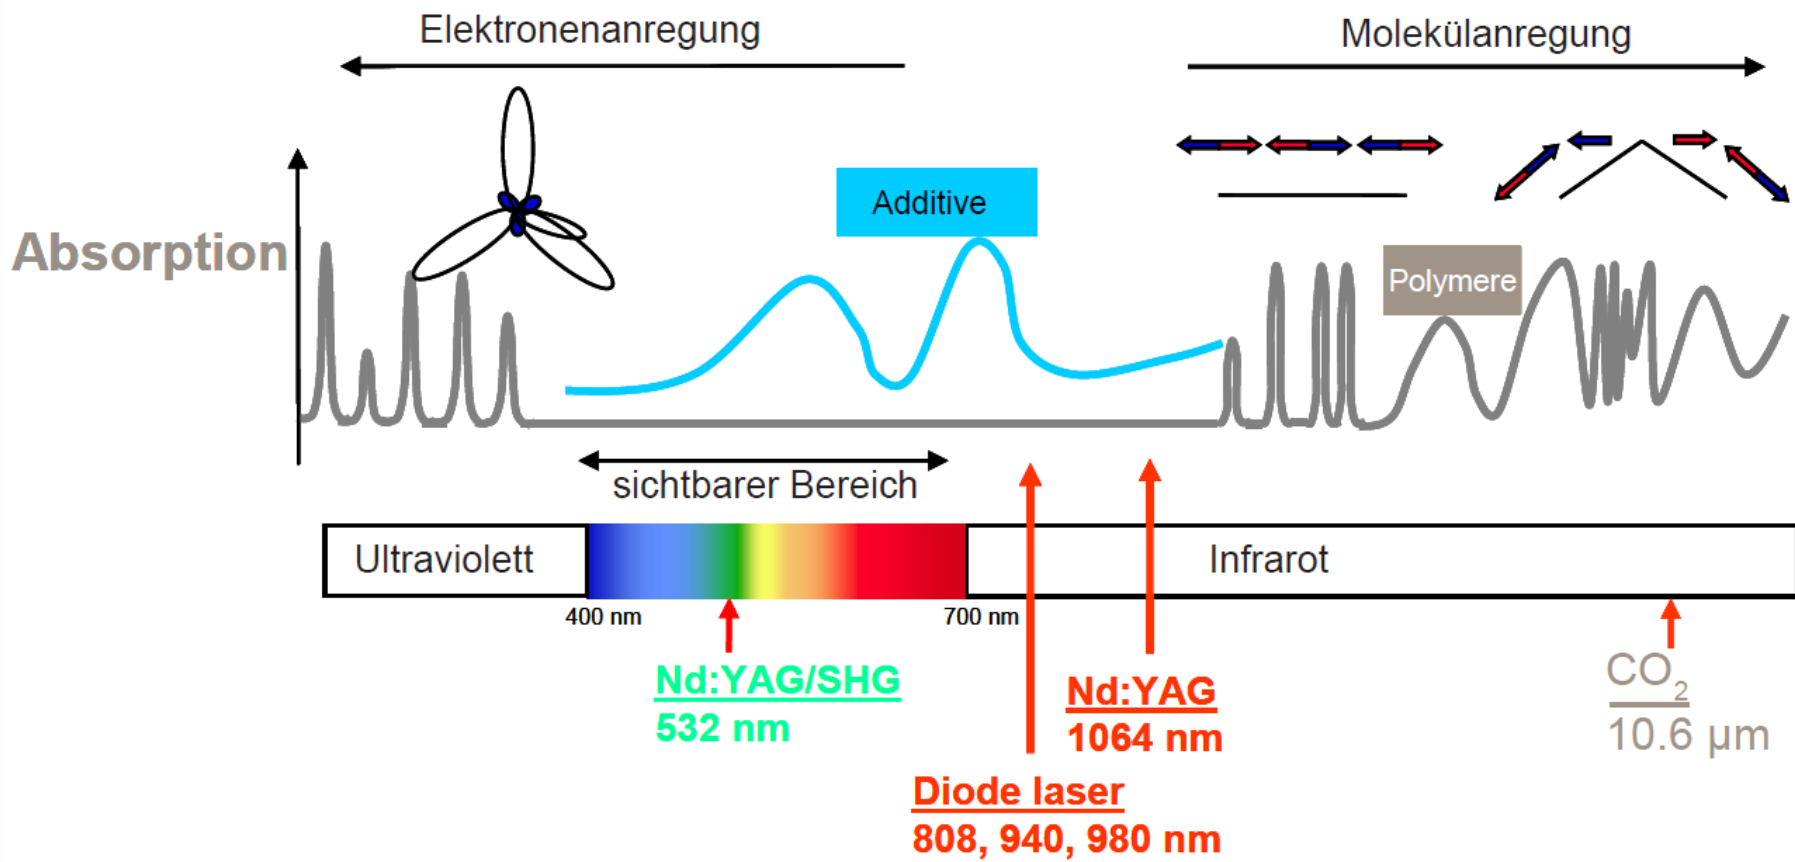 Elektronenanregung
Molekülanregung
Additive
Absorption
Polymere
sichtbarer Bereich
Ultraviolett
Infrarot
400 nm
700 nm
Nd:YAG/SHG
532 nm
Nd:YAG
1064 nm
CO₂
10.6 µm
Diode laser
808, 940, 980 nm